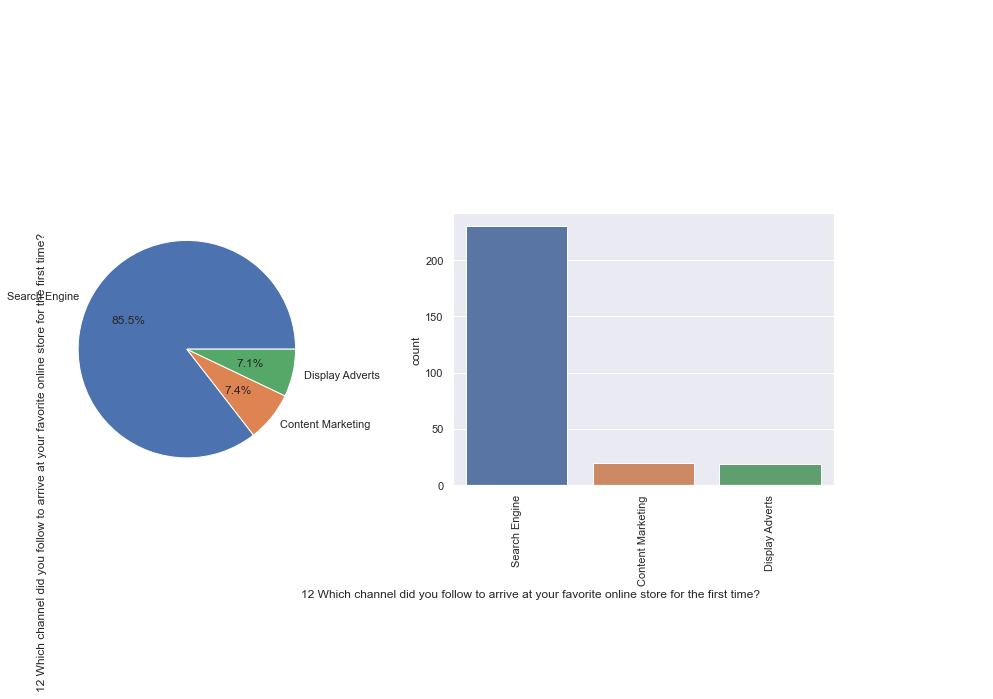 12 Which channel did you follow to arrive at your favorite online store for the first time?
Search Engine
85.5%
7.1%
Display Adverts
7.4%
Content Marketing
count
200
150
100
50
0
Search Engine
Content Marketing
Display Adverts
12 Which channel did you follow to arrive at your favorite online store for the first time?